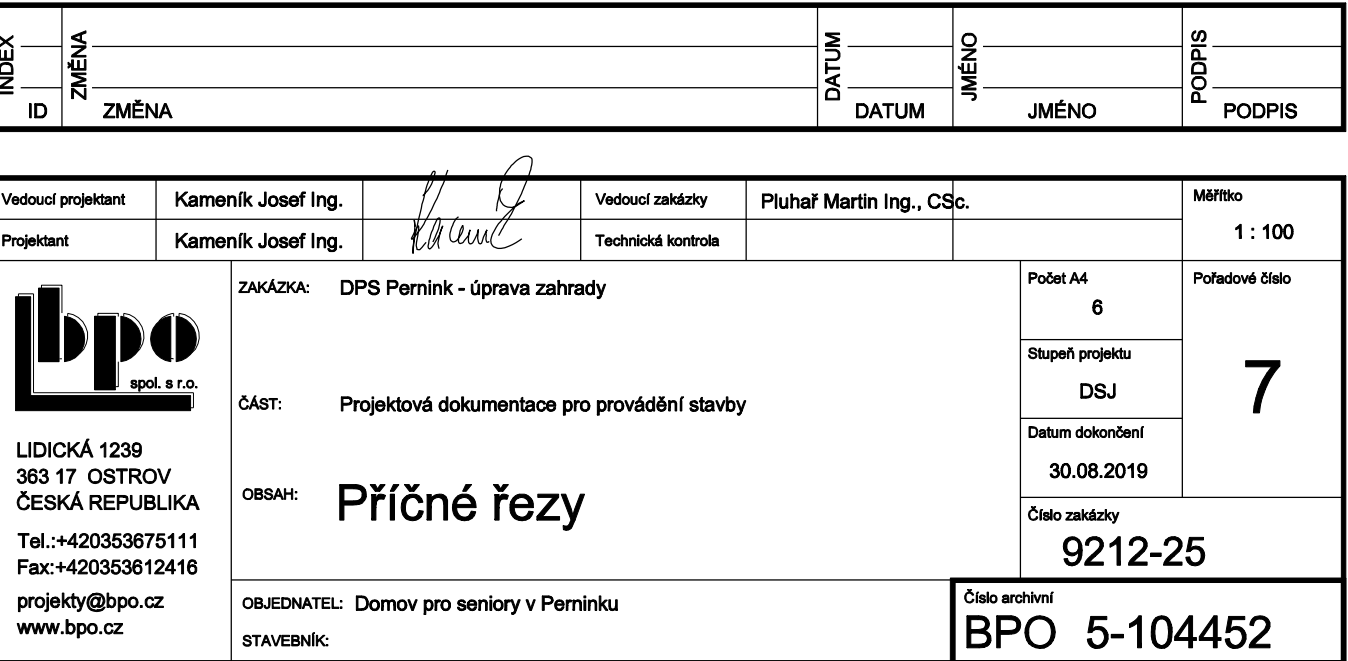 INDEX
ZMĚNA
DATUM
JMÉNO
PODPIS
ID ZMĚNA DATUM JMÉNO PODPIS
Vedoucí projektant Kameník Josef Ing. Vedoucí zakázky Pluhař Martin Ing., CSc. Měřítko
Projektant Kameník Josef Ing. Technická kontrola 1 : 100
bpo
spol. s r.o.
LIDICKÁ 1239
363 17 OSTROV
ČESKÁ REPUBLIKA
Tel.:+420353675111
Fax:+420353612416
projekty@bpo.cz
www.bpo.cz
ZAKÁZKA: DPS Pernink - úprava zahrady
ČÁST: Projektová dokumentace pro provádění stavby
OBSAH: Příčné řezy
OBJEDNATEL: Domov pro seniory v Perninku
STAVEBNÍK:
Počet A4
6
Stupeň projektu
DSJ
Datum dokončení
30.08.2019
Pořadové číslo
7
Číslo zakázky
9212-25
Číslo archivní
BPO 5-104452